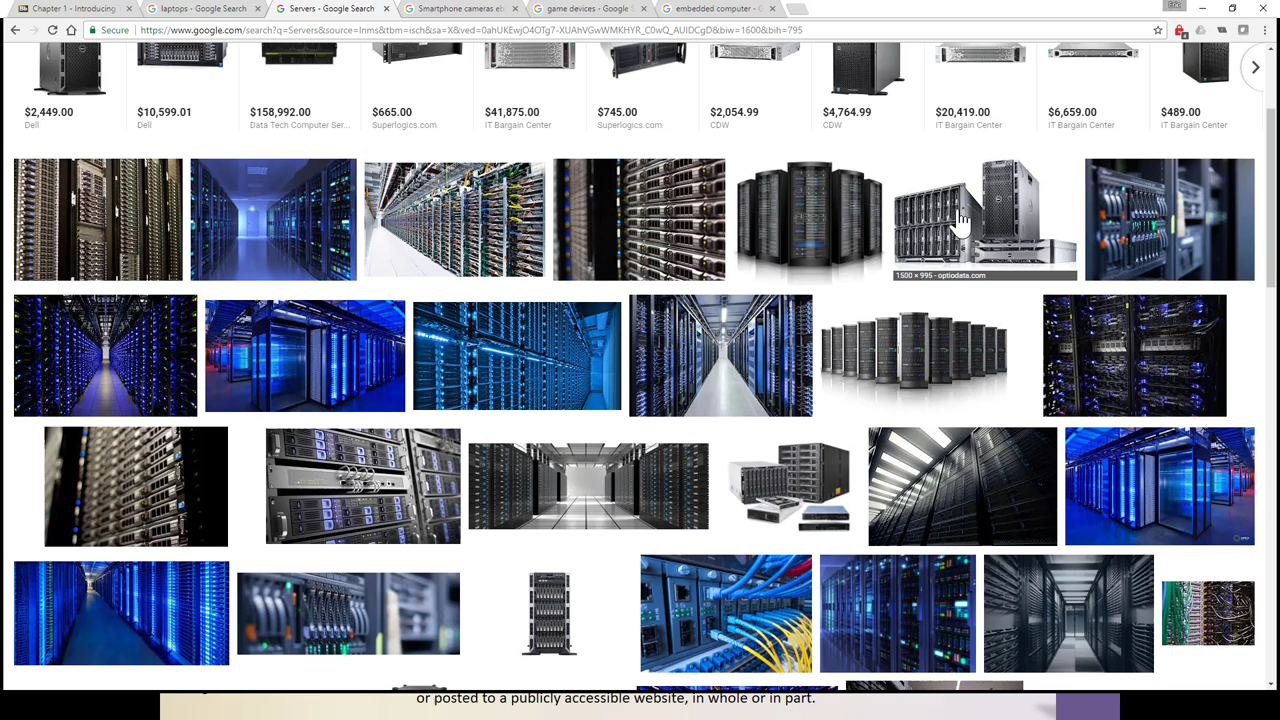 Chapter 1 - Introducing
laptops - Google Search
Servers - Google Search
Smartphone cameras eb
game devices - Google S
embedded computer - G
Eric
Secure
https://www.google.com/search?q=Servers&source=lnms&tbm=isch&sa=X&ved=0ahUKEwjO4OTg7-XUAhVGwWMKHYR_C0wQ_AUIDCgD&biw=1600&bih=795
$2,449.00
Dell
$10,599.01
Dell
$158,992.00
Data Tech Computer Ser...
$665.00
Superlogics.com
$41,875.00
IT Bargain Center
$745.00
Superlogics.com
$2,054.99
CDW
$4,764.99
CDW
$20,419.00
IT Bargain Center
$6,659.00
IT Bargain Center
$489.00
IT Bargain Center
1500 × 995 - optiodata.com
or posted to a publicly accessible website, in whole or in part.